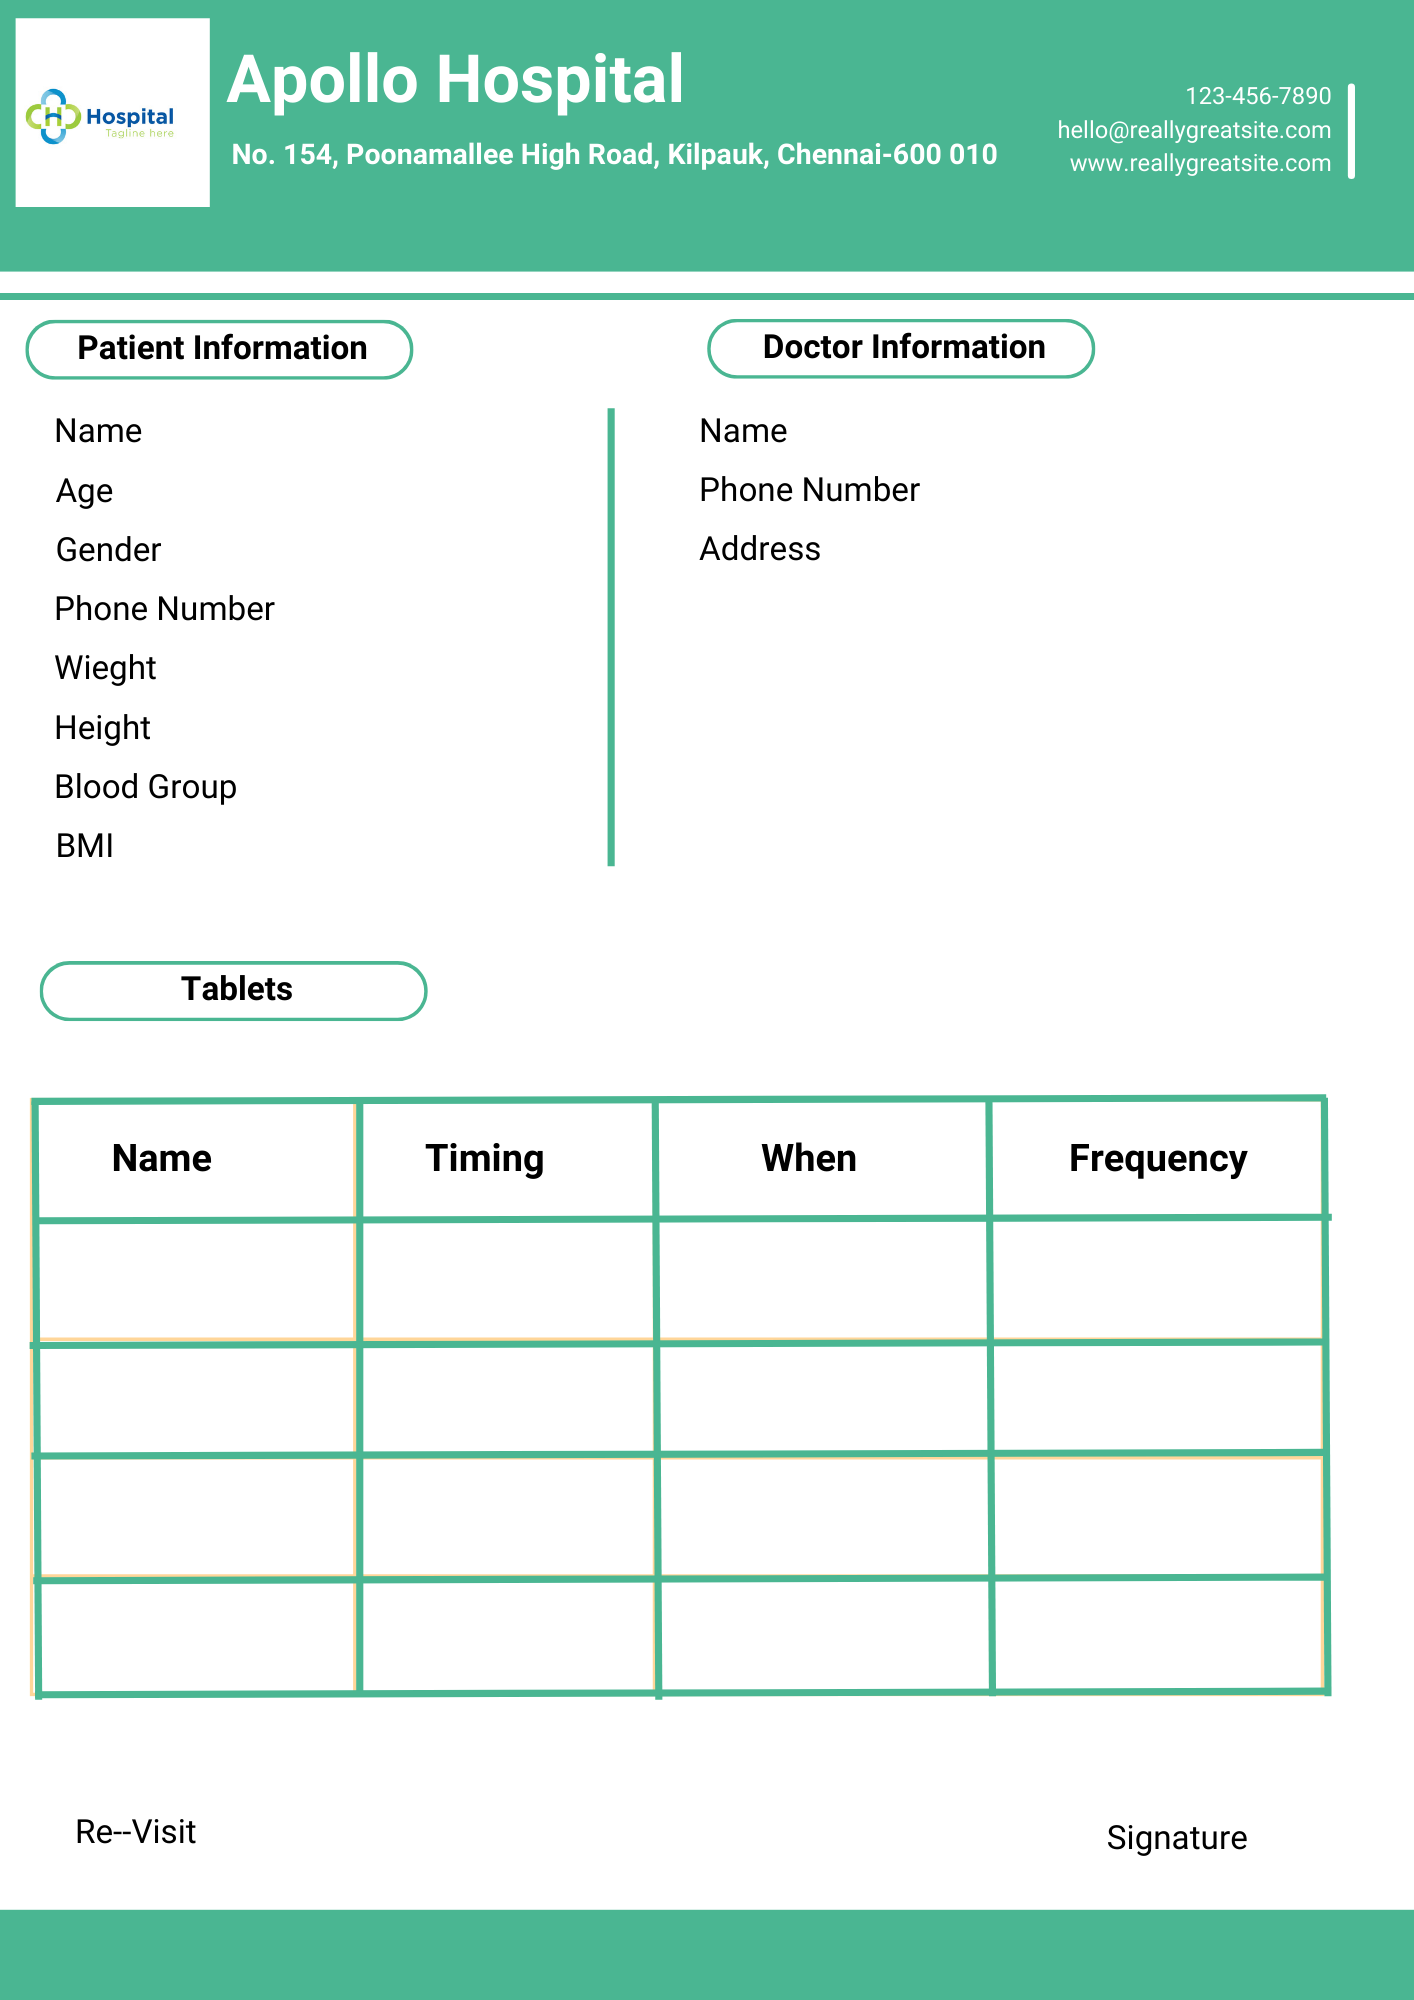 Hospital
Tagline here
Apollo Hospital
No. 154, Poonamallee High Road, Kilpauk, Chennai-600 010
123-456-7890
hello@reallygreatsite.com
www.reallygreatsite.com
Patient Information
Name
Age
Gender
Phone Number
Wieght
Height
Blood Group
BMI
Doctor Information
Name
Phone Number
Address
Tablets
Name Timing When Frequency
Re--Visit
Signature